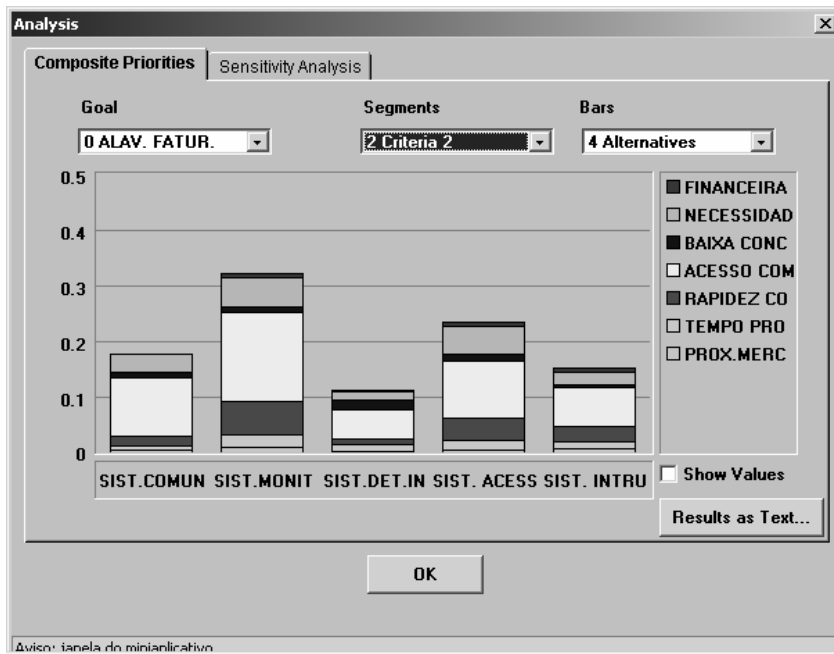 Analysis
Composite Priorities
Sensitivity Analysis
Goal
Segments
Bars
0 ALAV. FATUR.
2 Criteria 2
4 Alternatives
0.5
0.4
0.3
0.2
0.1
0
FINANCEIRA
NECESSIDAD
BAIXA CONC
ACESSO COM
RAPIDEZ CO
TEMPO PRO
PROX.MERC
SIST.COMUN SIST.MONIT SIST.DET.IN SIST. ACESS SIST. INTRU
Show Values
Results as Text...
OK
Aviso: janela do miniaplicativo